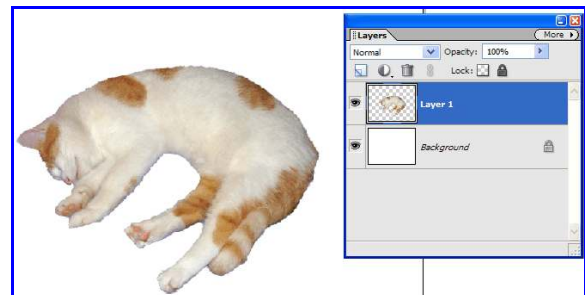 Layers More
Normal Opacity: 100%
Lock:
Layer 1
Background